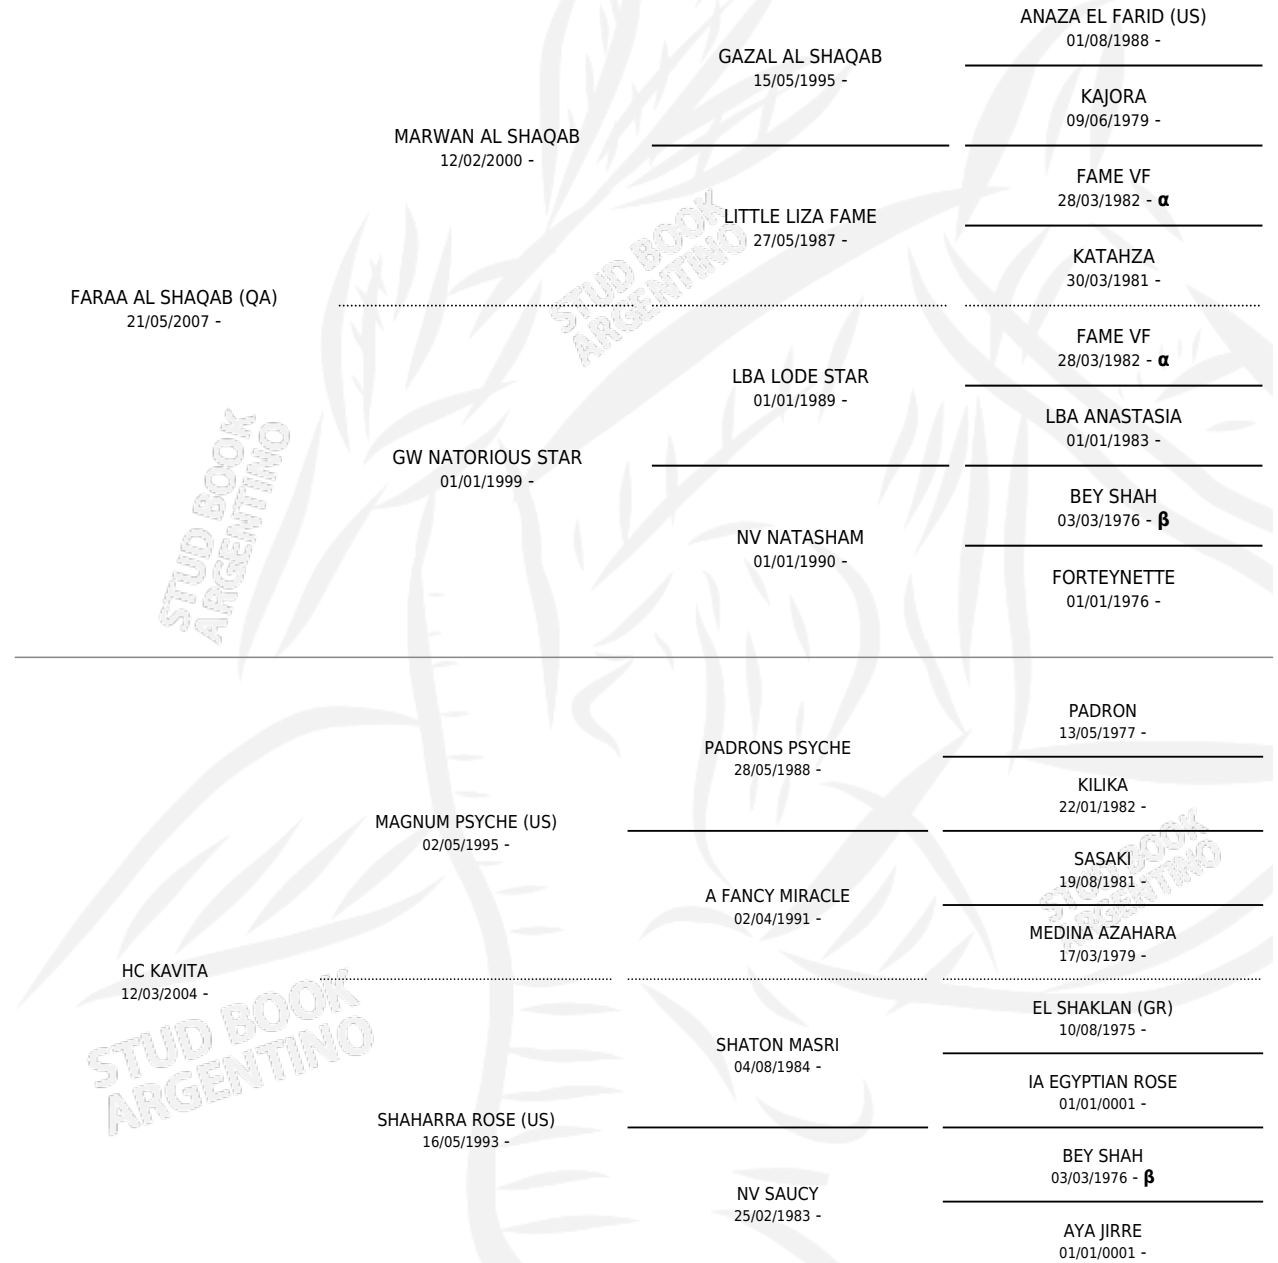 ANAZA EL FARID (US)
01/08/1988 -
GAZAL AL SHAQAB
15/05/1995 -
KAJORA
09/06/1979 -
MARWAN AL SHAQAB
12/02/2000 -
FAME VF
28/03/1982 - α
LITTLE LIZA FAME
27/05/1987 -
KATAHZA
30/03/1981 -
FARAA AL SHAQAB (QA)
21/05/2007 -
FAME VF
28/03/1982 - α
LBA LODE STAR
01/01/1989 -
LBA ANASTASIA
01/01/1983 -
GW NATORIOUS STAR
01/01/1999 -
BEY SHAH
03/03/1976 - β
NV NATASHAM
01/01/1990 -
FORTEYNETTE
01/01/1976 -
PADRON
13/05/1977 -
PADRONS PSYCHE
28/05/1988 -
KILIKA
22/01/1982 -
MAGNUM PSYCHE (US)
02/05/1995 -
SASAKI
19/08/1981 -
A FANCY MIRACLE
02/04/1991 -
MEDINA AZAHARA
17/03/1979 -
HC KAVITA
12/03/2004 -
EL SHAKLAN (GR)
10/08/1975 -
SHATON MASRI
04/08/1984 -
IA EGYPTIAN ROSE
01/01/0001 -
SHAHARRA ROSE (US)
16/05/1993 -
BEY SHAH
03/03/1976 - β
NV SAUCY
25/02/1983 -
AYA JIRRE
01/01/0001 -
STUD BOOK
ARGENTINO
STUD BOOK
ARGENTINO
STUD BOOK
ARGENTINO
STUD BOOK
ARGENTINO